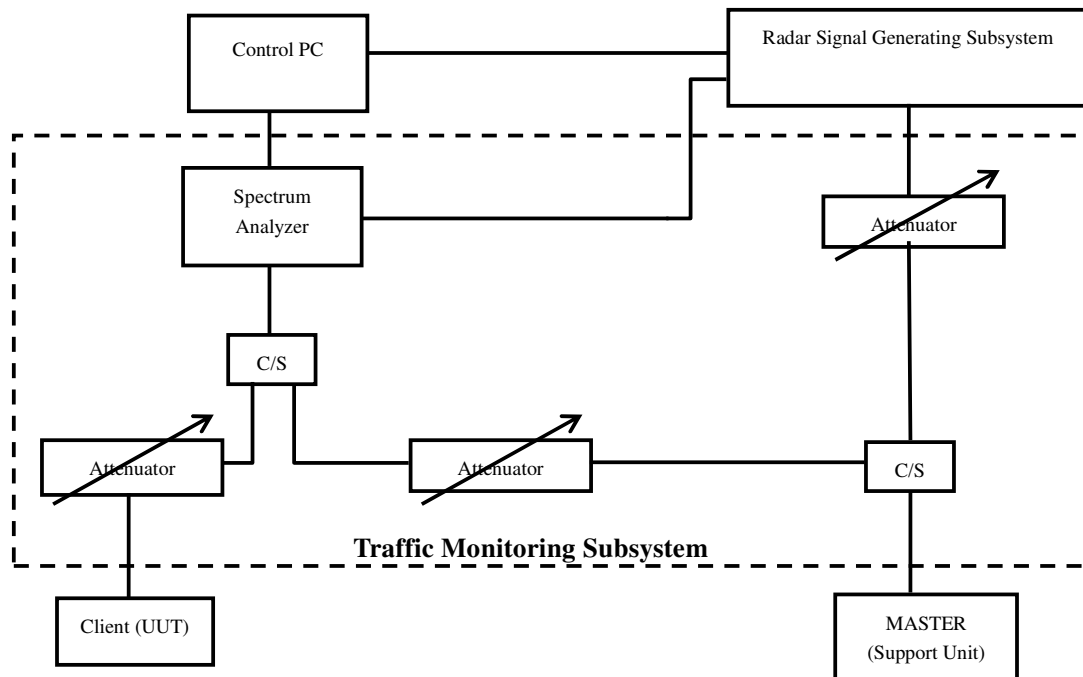 Control PC
Radar Signal Generating Subsystem
Spectrum
Analyzer
Attenuator
C/S
Attenuator
Attenuator
C/S
Traffic Monitoring Subsystem
Client (UUT)
MASTER
(Support Unit)